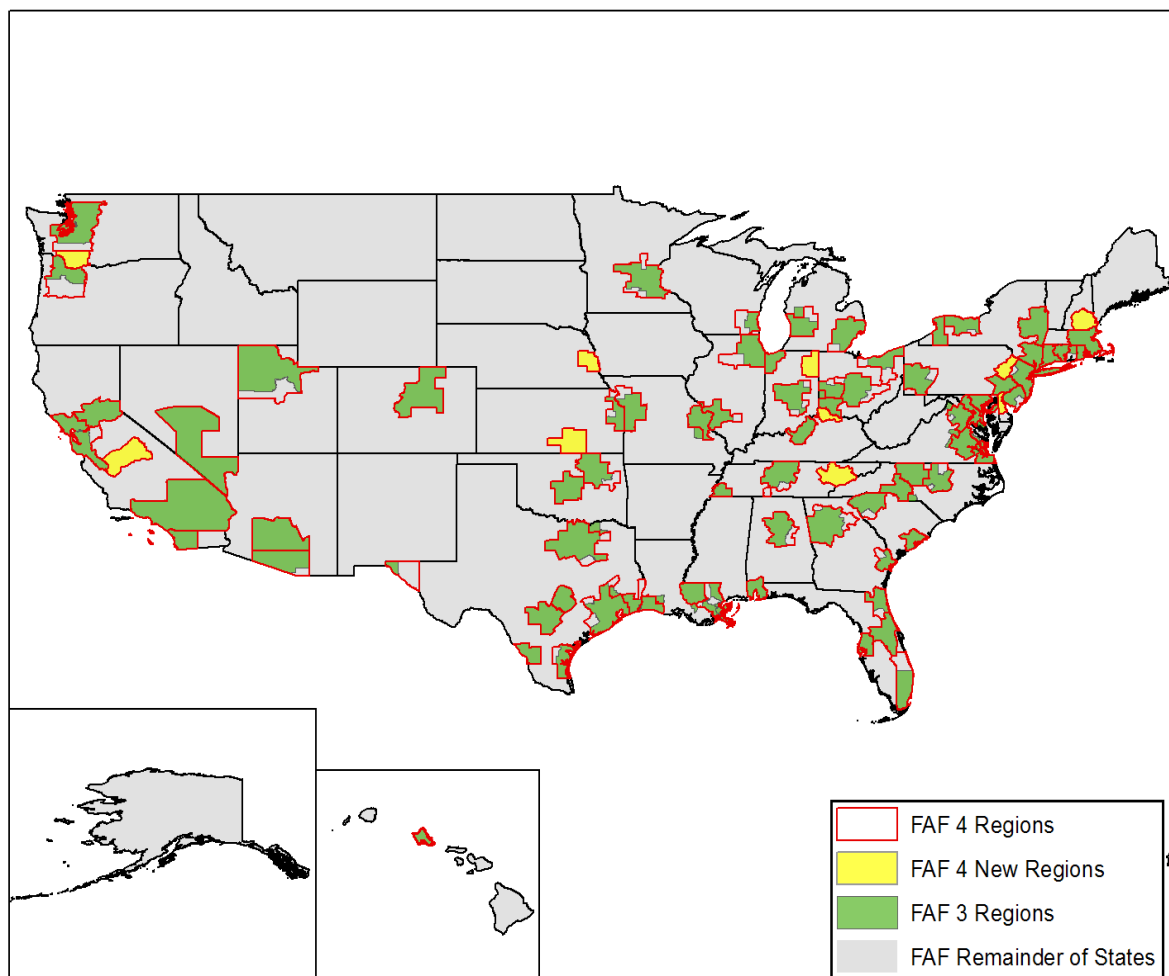 FAF 4 Regions
FAF 4 New Regions
FAF 3 Regions
FAF Remainder of States